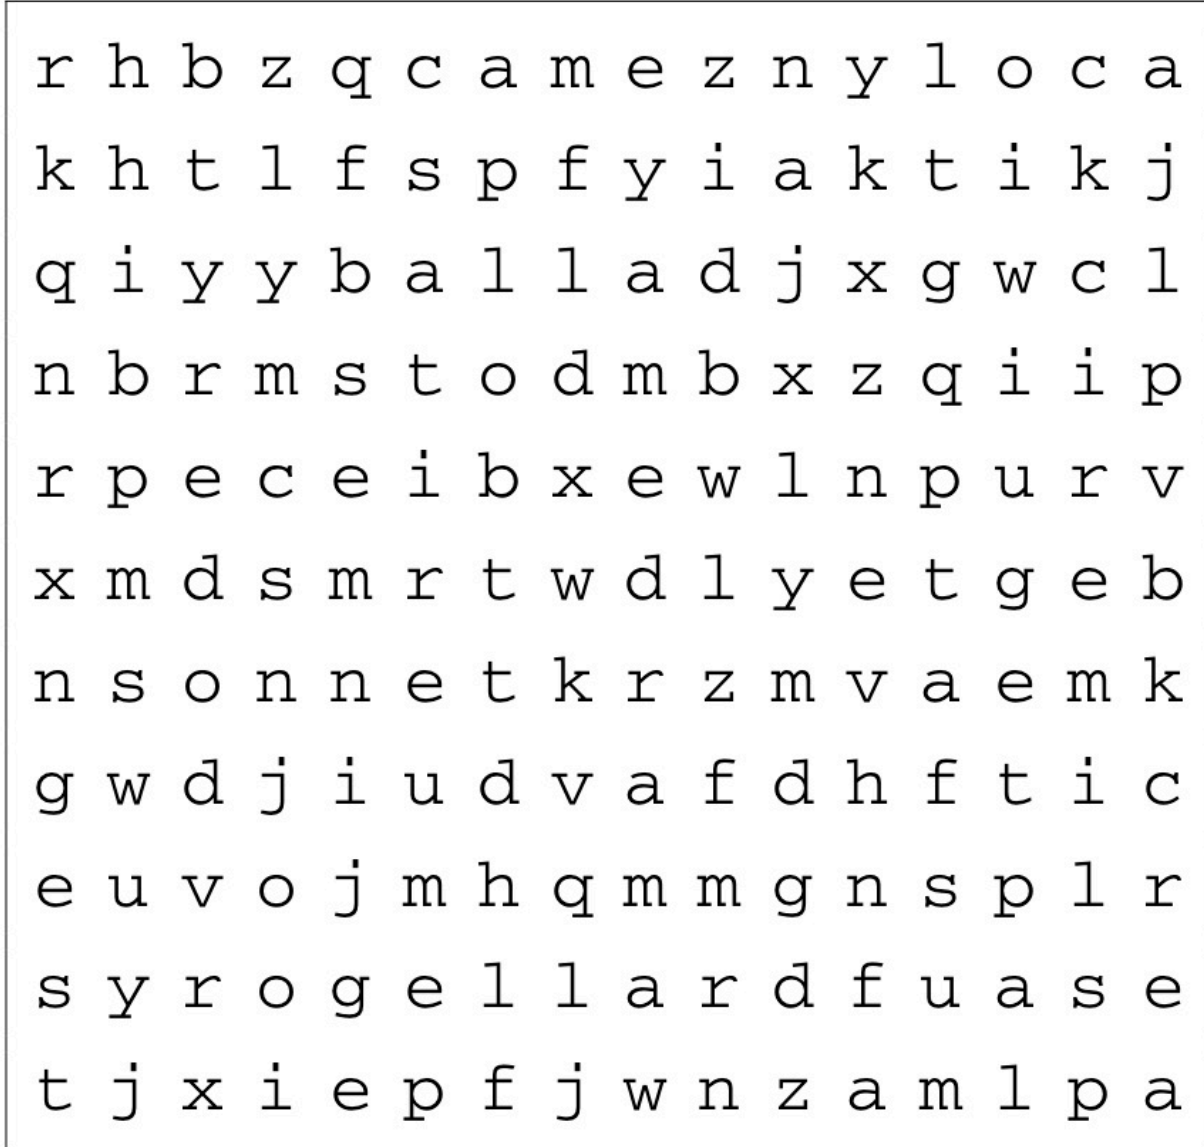 r h b z q c a m e z n y l o c a
k h t l f s p f y i a k t i k j
q i y y b a l l a d j x g w c l
n b r m s t o d m b x z q i i p
r p e c e i b x e w l n p u r v
x m d s m r t w d l y e t g e b
n s o n n e t k r z m v a e m k
g w d j i u d v a f d h f t i c
e u v o j m h q m m g n s p l r
s y r o g e l l a r d f u a s e
t j x i e p f j w n z a m l p a